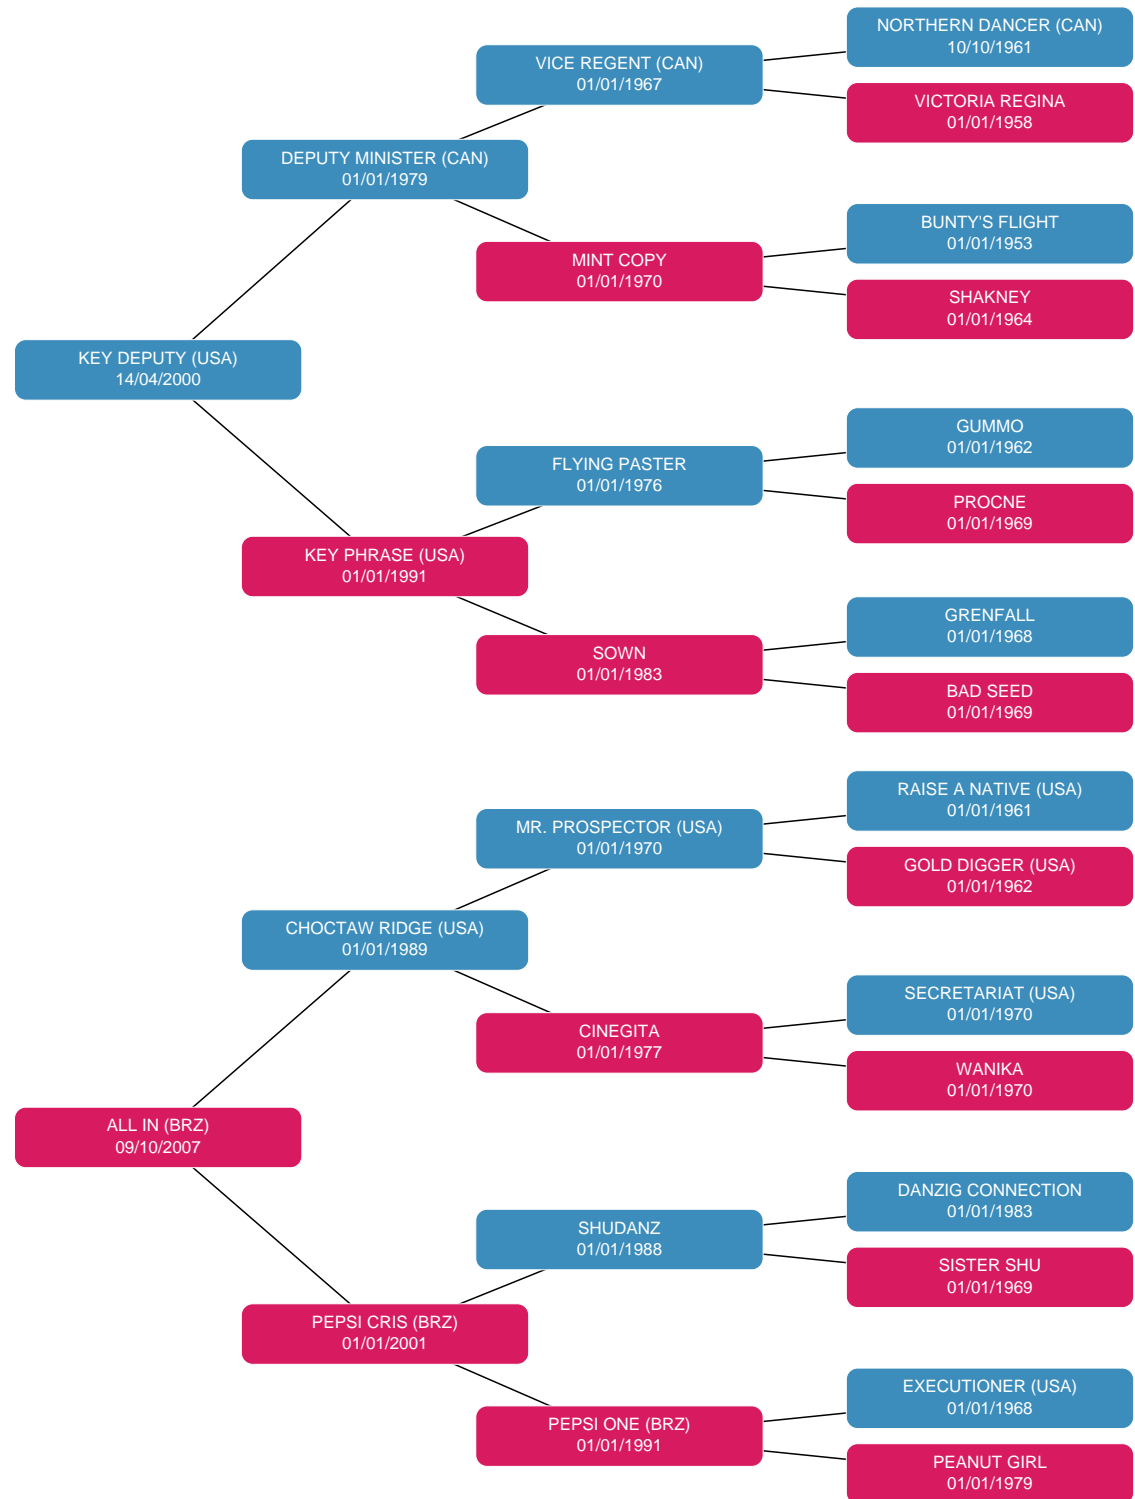 NORTHERN DANCER (CAN)
10/10/1961
VICE REGENT (CAN)
01/01/1967
VICTORIA REGINA
01/01/1958
DEPUTY MINISTER (CAN)
01/01/1979
BUNTY'S FLIGHT
01/01/1953
MINT COPY
01/01/1970
SHAKNEY
01/01/1964
KEY DEPUTY (USA)
14/04/2000
GUMMO
01/01/1962
FLYING PASTER
01/01/1976
PROCNE
01/01/1969
KEY PHRASE (USA)
01/01/1991
GRENFALL
01/01/1968
SOWN
01/01/1983
BAD SEED
01/01/1969
RAISE A NATIVE (USA)
01/01/1961
MR. PROSPECTOR (USA)
01/01/1970
GOLD DIGGER (USA)
01/01/1962
CHOCTAW RIDGE (USA)
01/01/1989
SECRETARIAT (USA)
01/01/1970
CINEGITA
01/01/1977
WANIKA
01/01/1970
ALL IN (BRZ)
09/10/2007
DANZIG CONNECTION
01/01/1983
SHUDANZ
01/01/1988
SISTER SHU
01/01/1969
PEPSI CRIS (BRZ)
01/01/2001
EXECUTIONER (USA)
01/01/1968
PEPSI ONE (BRZ)
01/01/1991
PEANUT GIRL
01/01/1979